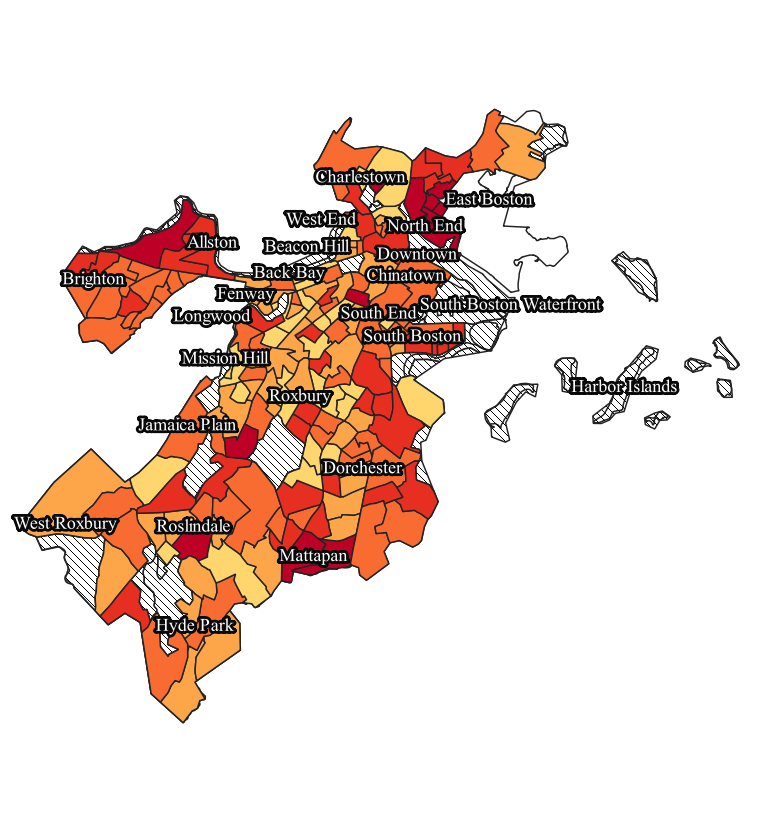 Charlestown
East Boston
West End
North End
Allston
Beacon Hill
Downtown
Back Bay
Chinatown
Brighton
Fenway
South Boston Waterfront
Longwood
South End
South Boston
Mission Hill
Harbor Islands
Roxbury
Jamaica Plain
Dorchester
West Roxbury
Roslindale
Mattapan
Hyde Park